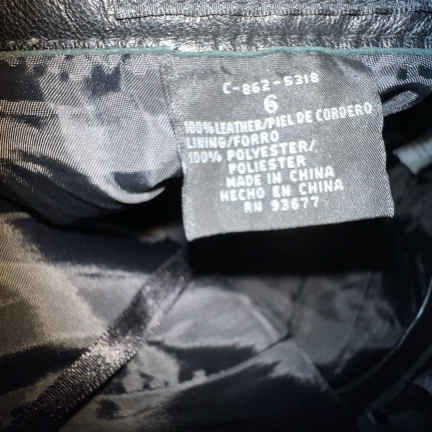 C-862-5318
6
100% LEATHER/PIEL DE CORDERO
LINING/FORRO
100% POLYESTER/
POLIESTER
MADE IN CHINA
HECHO EN CHINA
RN 93677